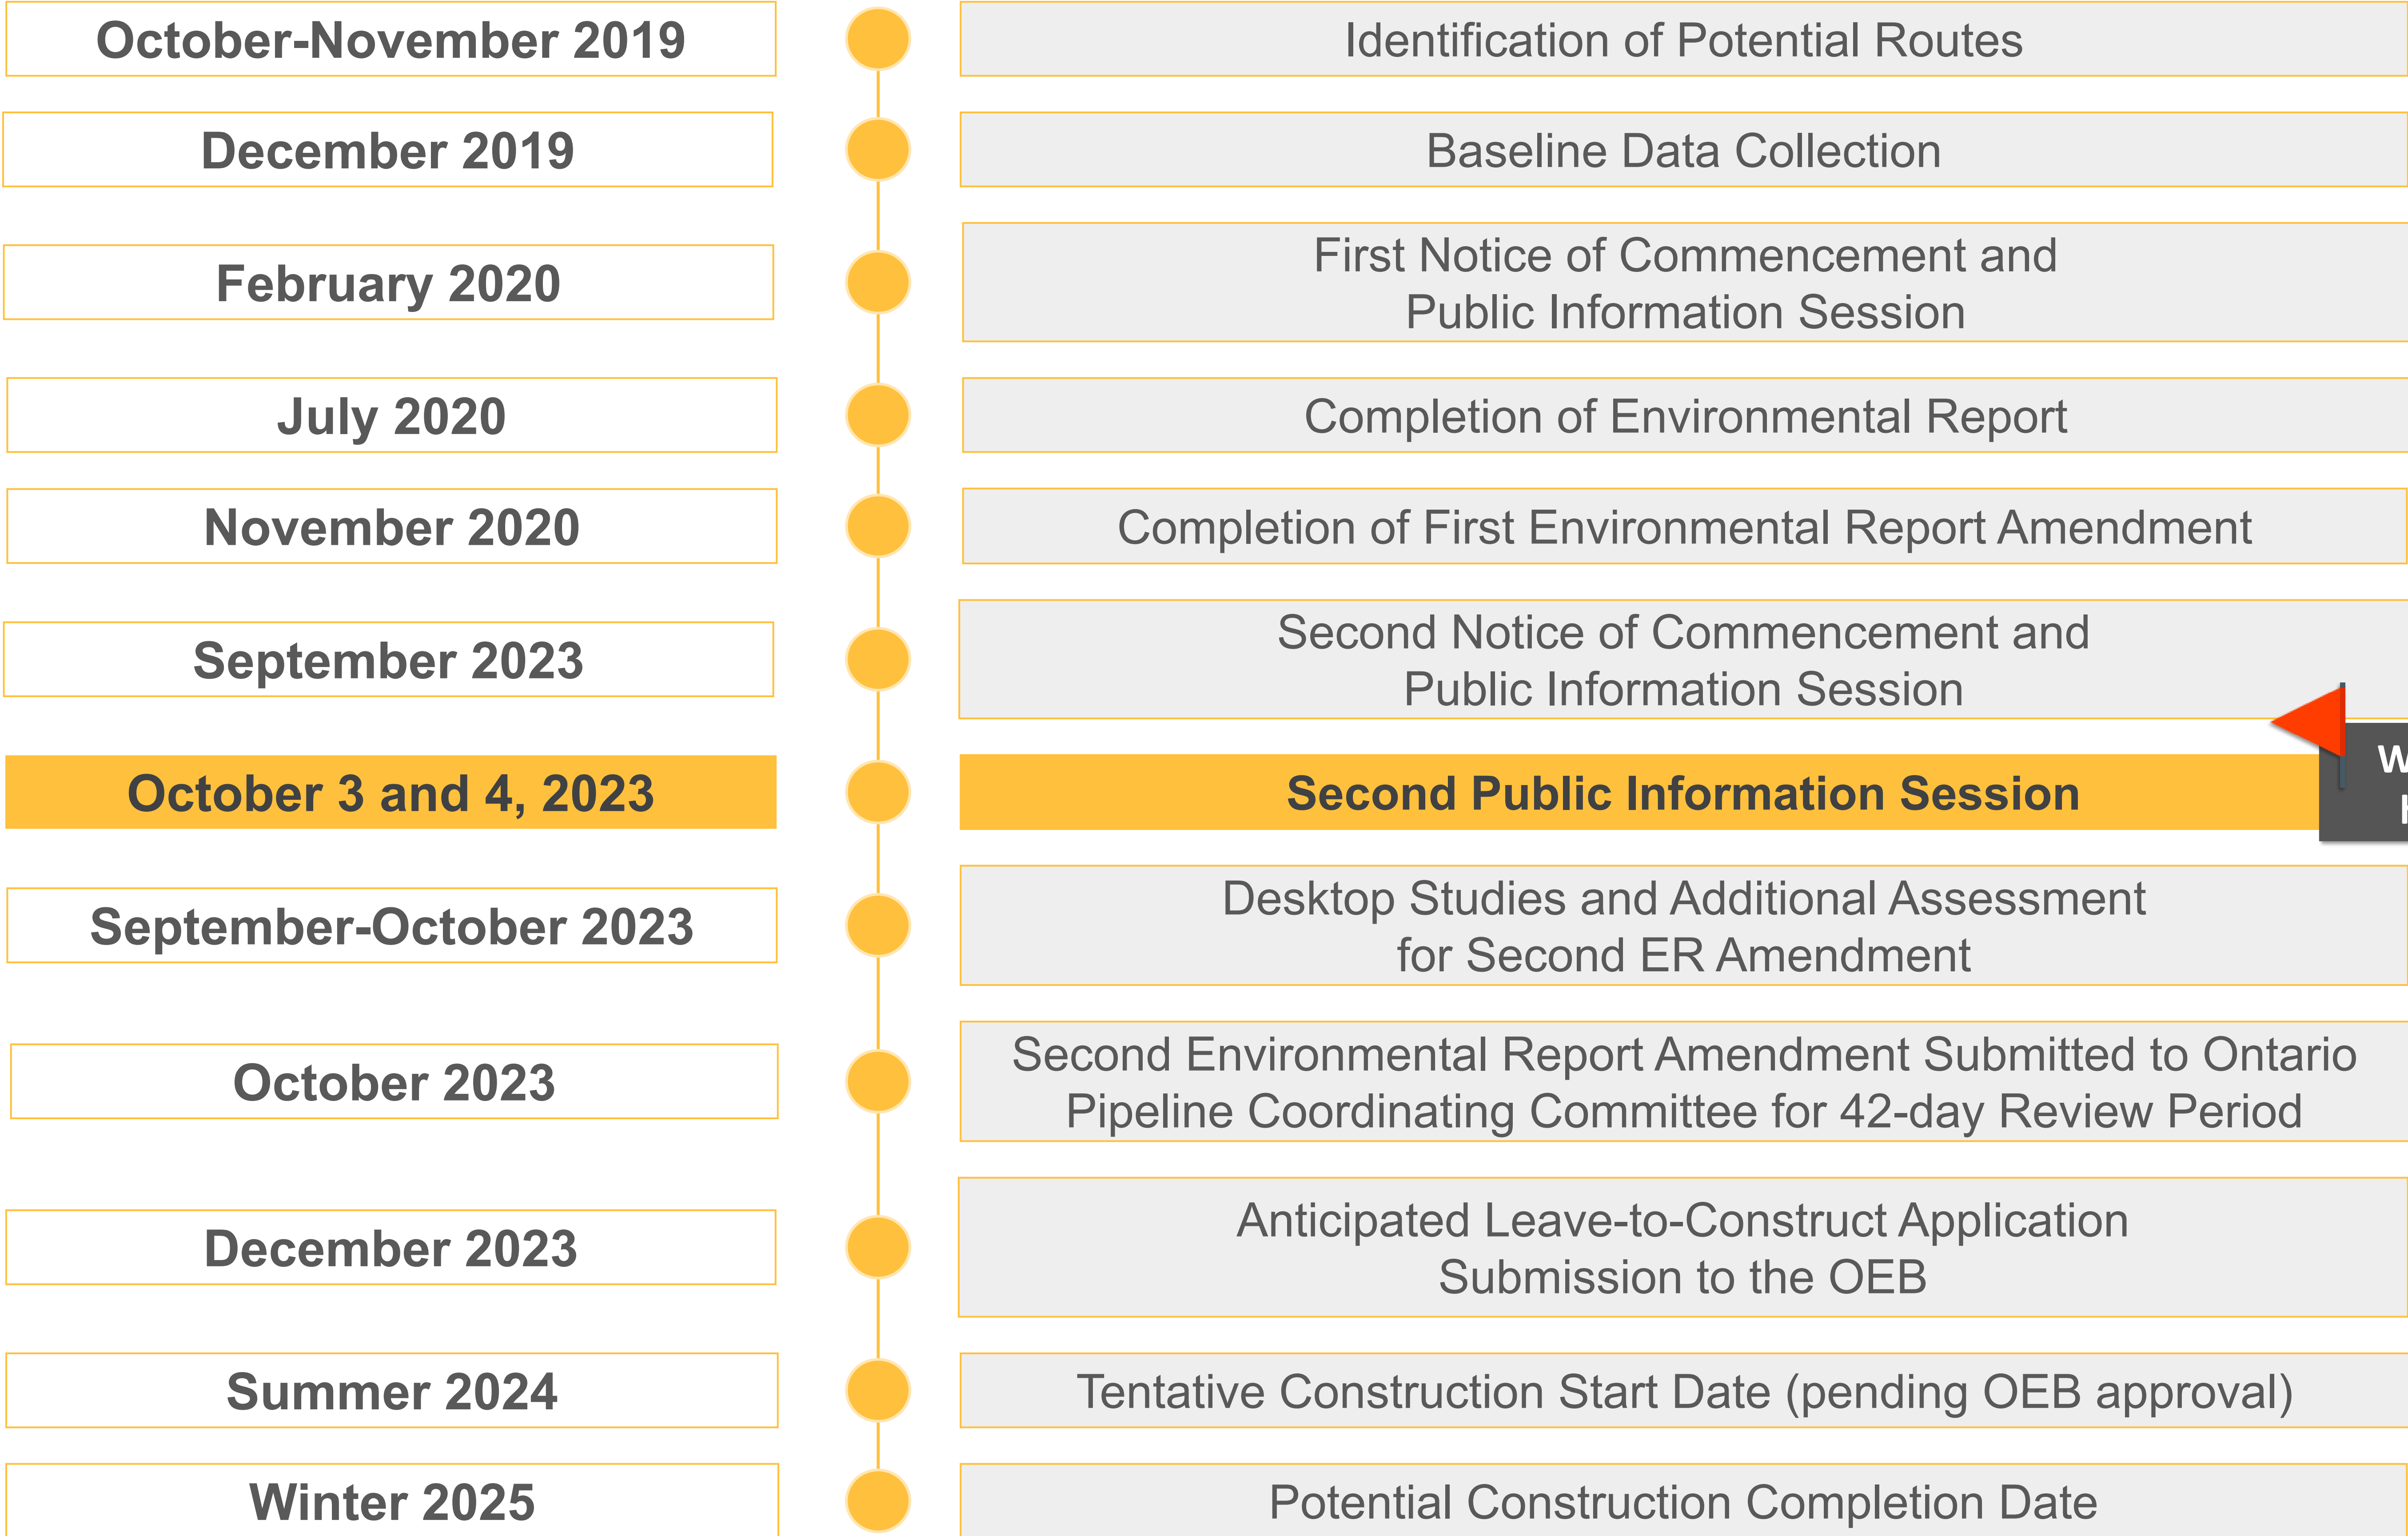 October-November 2019
Identification of Potential Routes
December 2019
Baseline Data Collection
February 2020
First Notice of Commencement and
Public Information Session
July 2020
Completion of Environmental Report
November 2020
Completion of First Environmental Report Amendment
September 2023
Second Notice of Commencement and
Public Information Session
October 3 and 4, 2023
Second Public Information Session
September-October 2023
Desktop Studies and Additional Assessment
for Second ER Amendment
October 2023
Second Environmental Report Amendment Submitted to Ontario
Pipeline Coordinating Committee for 42-day Review Period
December 2023
Anticipated Leave-to-Construct Application
Submission to the OEB
Summer 2024
Tentative Construction Start Date (pending OEB approval)
Winter 2025
Potential Construction Completion Date